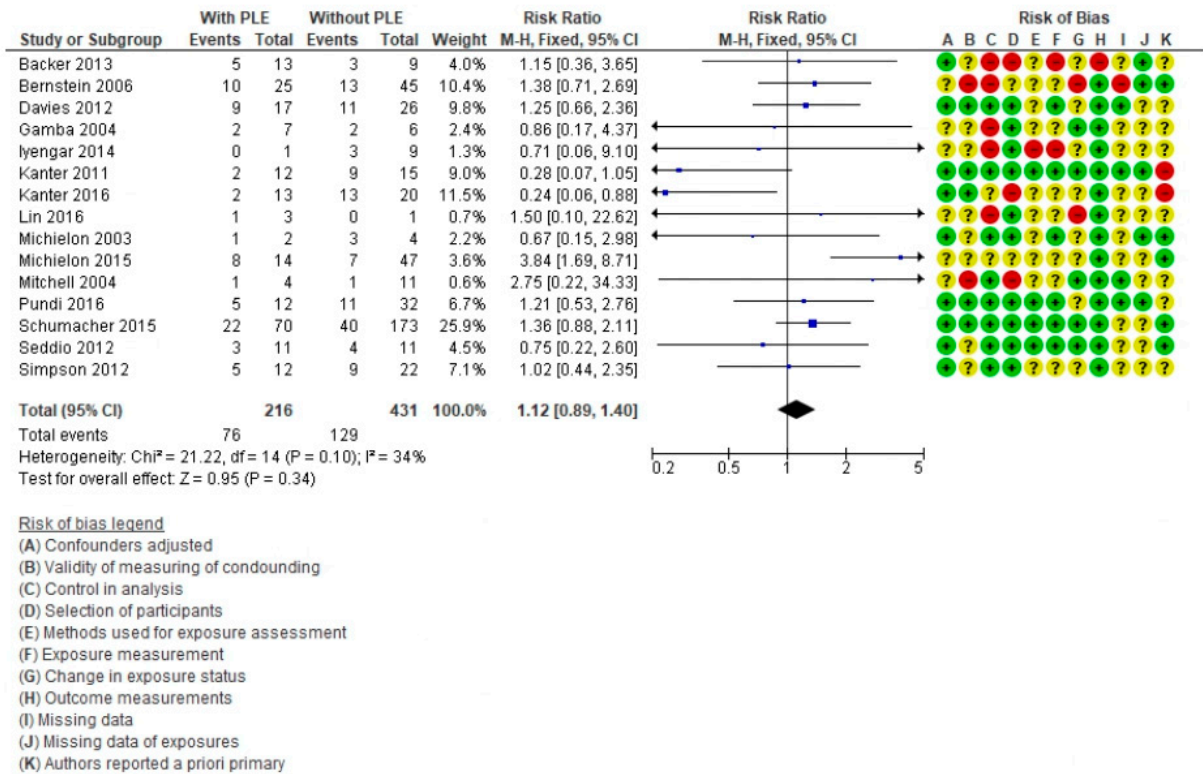 With PLE Without PLE Risk Ratio Risk Ratio Risk of Bias
Study or Subgroup Events Total Events Total Weight M-H, Fixed, 95% CI M-H, Fixed, 95% CI A B C D E F G H I J K
Backer 2013 5 13 3 9 4.0% 1.15 [0.36, 3.65]
Bernstein 2006 10 25 13 45 10.4% 1.38 [0.71, 2.69]
Davies 2012 9 17 11 26 9.8% 1.25 [0.66, 2.36]
Gamba 2004 2 7 2 6 2.4% 0.86 [0.17, 4.37]
Iyengar 2014 0 1 3 9 1.3% 0.71 [0.06, 9.10]
Kanter 2011 2 12 9 15 9.0% 0.28 [0.07, 1.05]
Kanter 2016 2 13 13 20 11.5% 0.24 [0.06, 0.88]
Lin 2016 1 3 0 1 0.7% 1.50 [0.10, 22.62]
Michielon 2003 1 2 3 4 2.2% 0.67 [0.15, 2.98]
Michielon 2015 8 14 7 47 3.6% 3.84 [1.69, 8.71]
Mitchell 2004 1 4 1 11 0.6% 2.75 [0.22, 34.33]
Pundi 2016 5 12 11 32 6.7% 1.21 [0.53, 2.76]
Schumacher 2015 22 70 40 173 25.9% 1.36 [0.88, 2.11]
Seddio 2012 3 11 4 11 4.5% 0.75 [0.22, 2.60]
Simpson 2012 5 12 9 22 7.1% 1.02 [0.44, 2.35]
Total (95% CI) 216 431 100.0% 1.12 [0.89, 1.40]
Total events 76 129
Heterogeneity: Chi² = 21.22, df = 14 (P = 0.10); I² = 34%
Test for overall effect: Z = 0.95 (P = 0.34)
0.2 0.5 1 2 5
Risk of bias legend
(A) Confounders adjusted
(B) Validity of measuring of condounding
(C) Control in analysis
(D) Selection of participants
(E) Methods used for exposure assessment
(F) Exposure measurement
(G) Change in exposure status
(H) Outcome measurements
(I) Missing data
(J) Missing data of exposures
(K) Authors reported a priori primary